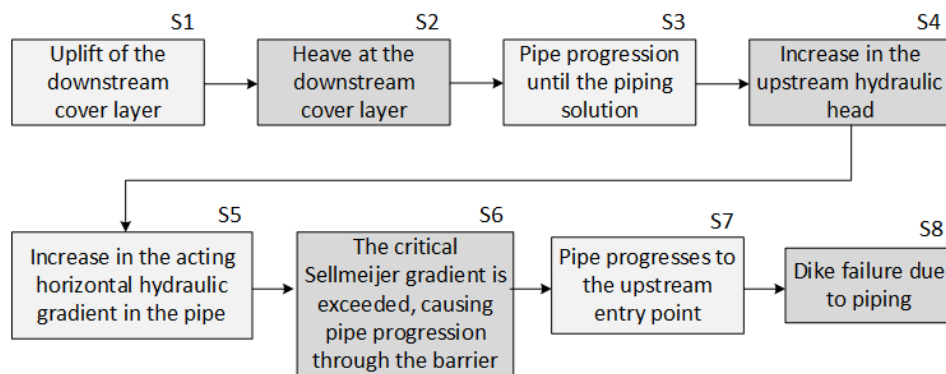 S1
Uplift of the
downstream
cover layer
S2
Heave at the
downstream
cover layer
S3
Pipe progression
until the piping
solution
S4
Increase in the
upstream hydraulic
head
S5
Increase in the acting
horizontal hydraulic
gradient in the pipe
S6
The critical
Sellmeijer gradient is
exceeded, causing
pipe progression
through the barrier
S7
Pipe progresses to
the upstream
entry point
S8
Dike failure due
to piping